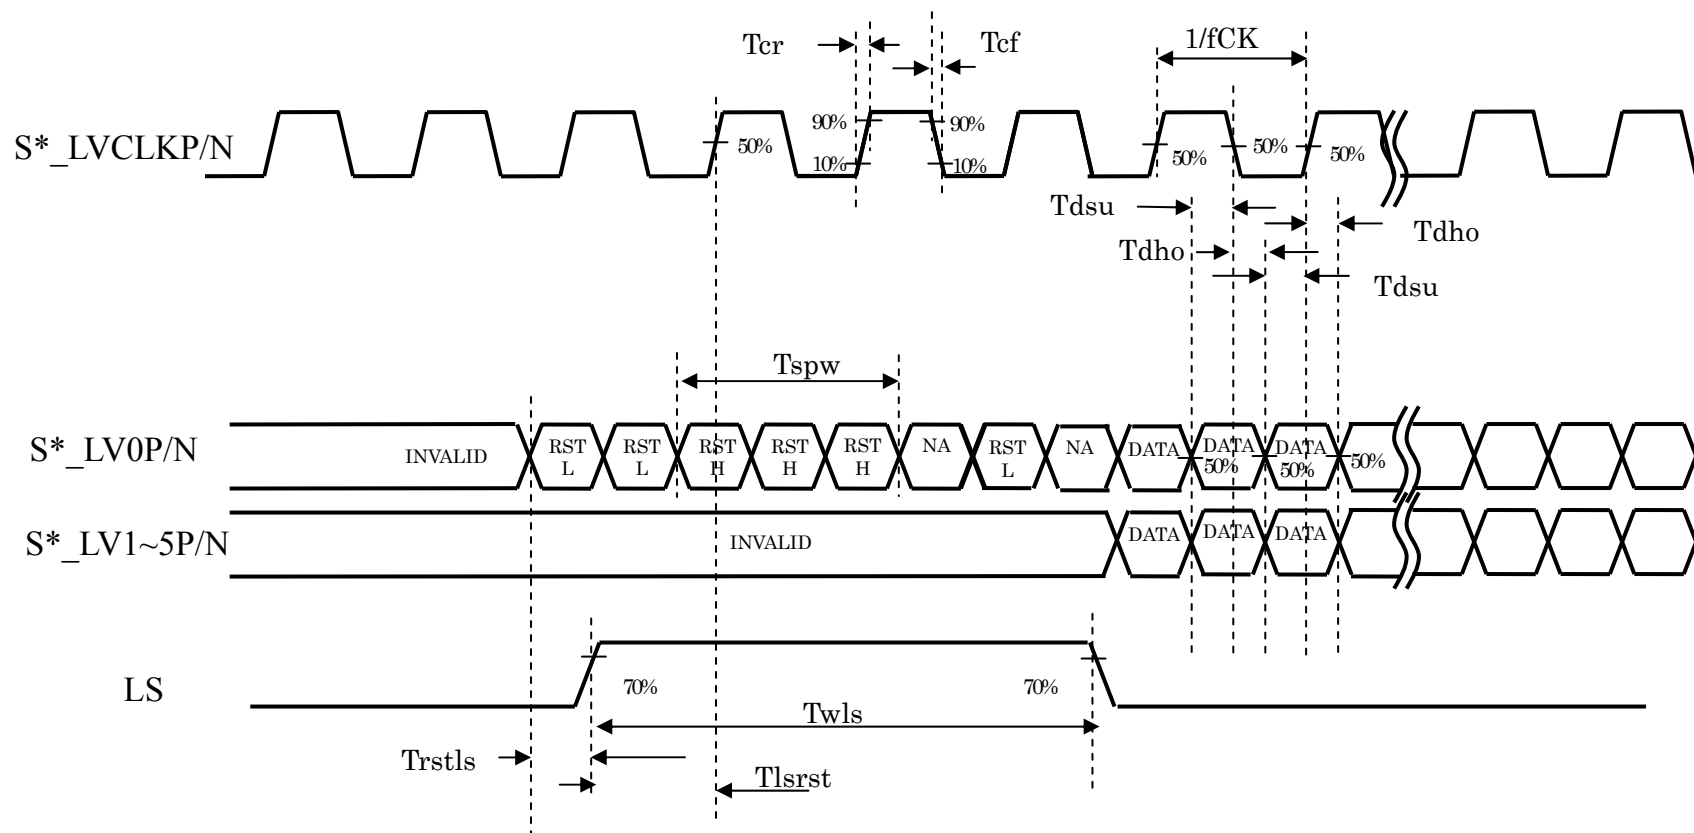 Tcr
Tcf
1/fCK
S*_LVCLKP/N
90%
10%
50%
90%
10%
50%
50%
50%
Tdsu
Tdho
Tdho
Tdsu
Tspw
S*_LV0P/N
INVALID
RST L
RST L
RST H
RST H
RST H
NA
RST L
NA
DATA
DATA 50%
DATA 50%
50%
S*_LV1~5P/N
INVALID
DATA
DATA
DATA
LS
70%
70%
Twls
Trstls
Tlsrst